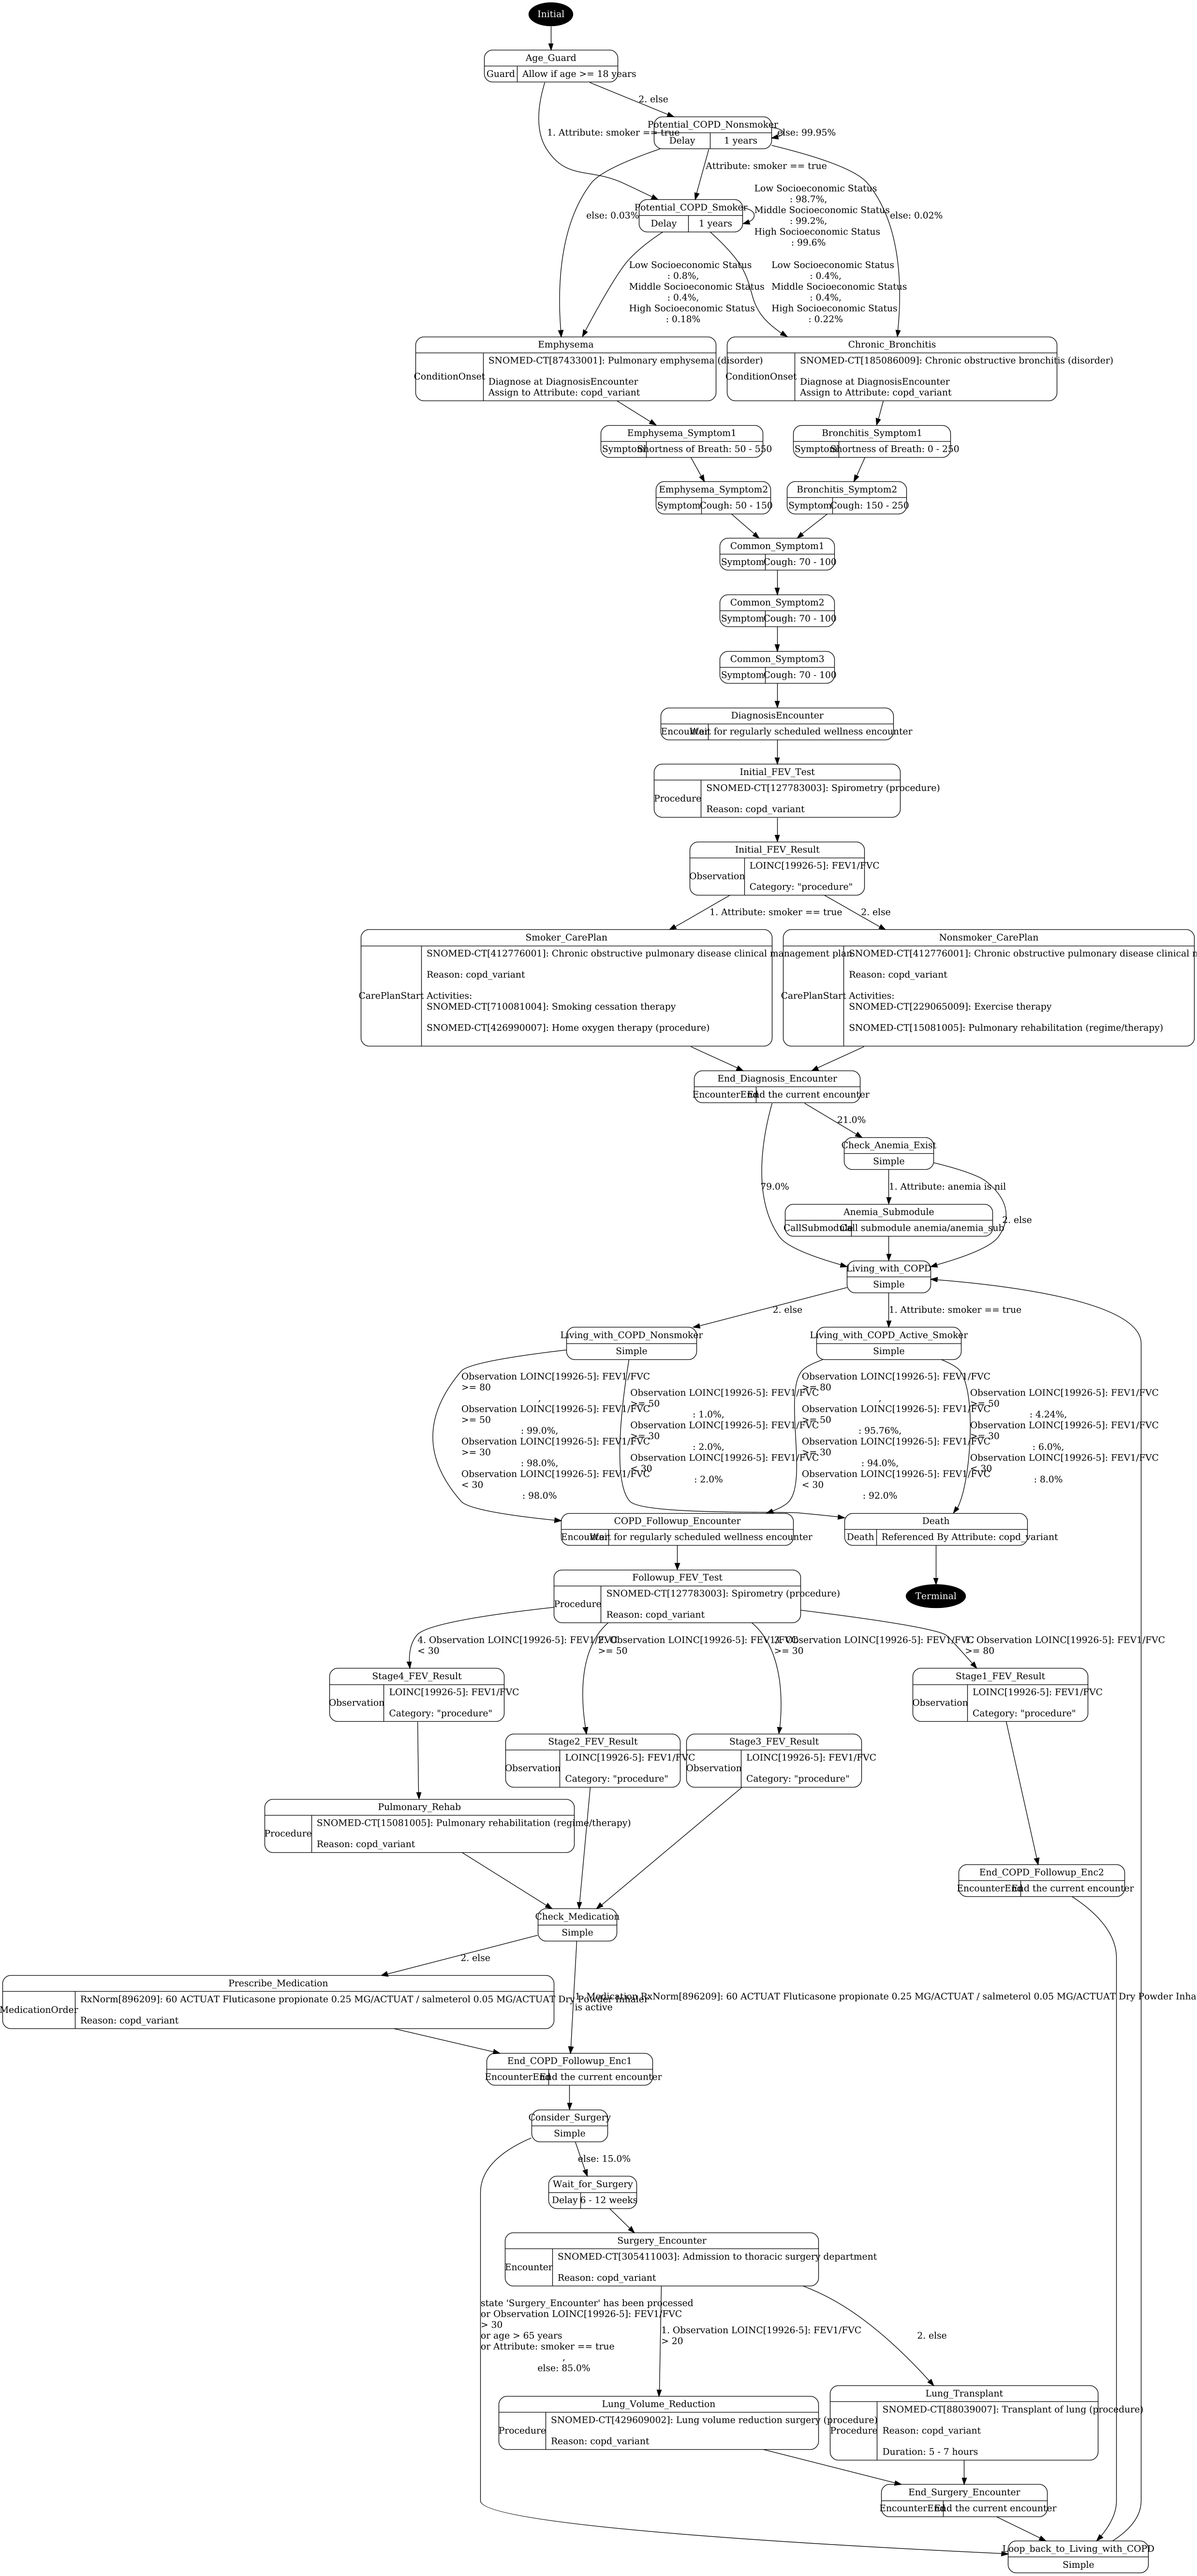 Initial
Age_Guard
Guard Allow if age >= 18 years
2. else
1. Attribute: smoker == true
Potential_COPD_Nonsmoker
Delay 1 years
else: 99.95%
Attribute: smoker == true
else: 0.03%
Potential_COPD_Smoker
Delay 1 years
Low Socioeconomic Status
: 98.7%,
Middle Socioeconomic Status
: 99.2%,
High Socioeconomic Status
: 99.6%
else: 0.02%
Low Socioeconomic Status
: 0.8%,
Middle Socioeconomic Status
: 0.4%,
High Socioeconomic Status
: 0.18%
Low Socioeconomic Status
: 0.4%,
Middle Socioeconomic Status
: 0.4%,
High Socioeconomic Status
: 0.22%
Emphysema
ConditionOnset
SNOMED-CT[87433001]: Pulmonary emphysema (disorder)
Diagnose at DiagnosisEncounter
Assign to Attribute: copd_variant
Chronic_Bronchitis
ConditionOnset
SNOMED-CT[185086009]: Chronic obstructive bronchitis (disorder)
Diagnose at DiagnosisEncounter
Assign to Attribute: copd_variant
Emphysema_Symptom1
Symptom Shortness of Breath: 50 - 550
Bronchitis_Symptom1
Symptom Shortness of Breath: 0 - 250
Emphysema_Symptom2
Symptom Cough: 50 - 150
Bronchitis_Symptom2
Symptom Cough: 150 - 250
Common_Symptom1
Symptom Cough: 70 - 100
Common_Symptom2
Symptom Cough: 70 - 100
Common_Symptom3
Symptom Cough: 70 - 100
DiagnosisEncounter
Encounter Wait for regularly scheduled wellness encounter
Initial_FEV_Test
Procedure
SNOMED-CT[127783003]: Spirometry (procedure)
Reason: copd_variant
Initial_FEV_Result
Observation
LOINC[19926-5]: FEV1/FVC
Category: "procedure"
1. Attribute: smoker == true
2. else
Smoker_CarePlan
CarePlanStart
SNOMED-CT[412776001]: Chronic obstructive pulmonary disease clinical management plan
Reason: copd_variant
Activities:
SNOMED-CT[710081004]: Smoking cessation therapy
SNOMED-CT[426990007]: Home oxygen therapy (procedure)
Nonsmoker_CarePlan
CarePlanStart
SNOMED-CT[412776001]: Chronic obstructive pulmonary disease clinical
Reason: copd_variant
Activities:
SNOMED-CT[229065009]: Exercise therapy
SNOMED-CT[15081005]: Pulmonary rehabilitation (regime/therapy)
End_Diagnosis_Encounter
EncounterEnd End the current encounter
21.0%
79.0%
Check_Anemia_Exist
Simple
1. Attribute: anemia is nil
2. else
Anemia_Submodule
CallSubmodule Call submodule anemia/anemia_sub
Living_with_COPD
Simple
2. else
1. Attribute: smoker == true
Living_with_COPD_Nonsmoker
Simple
Living_with_COPD_Active_Smoker
Simple
Observation LOINC[19926-5]: FEV1/FVC
>= 80
,
Observation LOINC[19926-5]: FEV1/FVC
>= 50
: 99.0%,
Observation LOINC[19926-5]: FEV1/FVC
>= 30
: 98.0%,
Observation LOINC[19926-5]: FEV1/FVC
< 30
: 98.0%
Observation LOINC[19926-5]: FEV1/FVC
>= 50
: 1.0%,
Observation LOINC[19926-5]: FEV1/FVC
>= 30
: 2.0%,
Observation LOINC[19926-5]: FEV1/FVC
< 30
: 2.0%
Observation LOINC[19926-5]: FEV1/FVC
>= 80
,
Observation LOINC[19926-5]: FEV1/FVC
>= 50
: 95.76%,
Observation LOINC[19926-5]: FEV1/FVC
>= 30
: 94.0%,
Observation LOINC[19926-5]: FEV1/FVC
< 30
: 92.0%
Observation LOINC[19926-5]: FEV1/FVC
>= 50
: 4.24%,
Observation LOINC[19926-5]: FEV1/FVC
>= 30
: 6.0%,
Observation LOINC[19926-5]: FEV1/FVC
< 30
: 8.0%
COPD_Followup_Encounter
Encounter Wait for regularly scheduled wellness encounter
Death
Death Referenced By Attribute: copd_variant
Terminal
Followup_FEV_Test
Procedure
SNOMED-CT[127783003]: Spirometry (procedure)
Reason: copd_variant
4. Observation LOINC[19926-5]: FEV1/FVC
< 30
2. Observation LOINC[19926-5]: FEV1/FVC
>= 50
3. Observation LOINC[19926-5]: FEV1/FVC
>= 30
1. Observation LOINC[19926-5]: FEV1/FVC
>= 80
Stage4_FEV_Result
Observation
LOINC[19926-5]: FEV1/FVC
Category: "procedure"
Stage1_FEV_Result
Observation
LOINC[19926-5]: FEV1/FVC
Category: "procedure"
Stage2_FEV_Result
Observation
LOINC[19926-5]: FEV1/FVC
Category: "procedure"
Stage3_FEV_Result
Observation
LOINC[19926-5]: FEV1/FVC
Category: "procedure"
Pulmonary_Rehab
Procedure
SNOMED-CT[15081005]: Pulmonary rehabilitation (regime/therapy)
Reason: copd_variant
End_COPD_Followup_Enc2
EncounterEnd End the current encounter
Check_Medication
Simple
2. else
1. Medication RxNorm[896209]: 60 ACTUAT Fluticasone propionate 0.25 MG/ACTUAT / salmeterol 0.05 MG/ACTUAT Dry Powder Inha
is active
Prescribe_Medication
MedicationOrder
RxNorm[896209]: 60 ACTUAT Fluticasone propionate 0.25 MG/ACTUAT / salmeterol 0.05 MG/ACTUAT Dry Powder Inhaler
Reason: copd_variant
End_COPD_Followup_Enc1
EncounterEnd End the current encounter
Consider_Surgery
Simple
else: 15.0%
Wait_for_Surgery
Delay 6 - 12 weeks
Surgery_Encounter
Encounter
SNOMED-CT[305411003]: Admission to thoracic surgery department
Reason: copd_variant
state 'Surgery_Encounter' has been processed
or Observation LOINC[19926-5]: FEV1/FVC
> 30
or age > 65 years
or Attribute: smoker == true
,
else: 85.0%
1. Observation LOINC[19926-5]: FEV1/FVC
> 20
2. else
Lung_Volume_Reduction
Procedure
SNOMED-CT[429609002]: Lung volume reduction surgery (procedure)
Reason: copd_variant
Lung_Transplant
Procedure
SNOMED-CT[88039007]: Transplant of lung (procedure)
Reason: copd_variant
Duration: 5 - 7 hours
End_Surgery_Encounter
EncounterEnd End the current encounter
Loop_back_to_Living_with_COPD
Simple